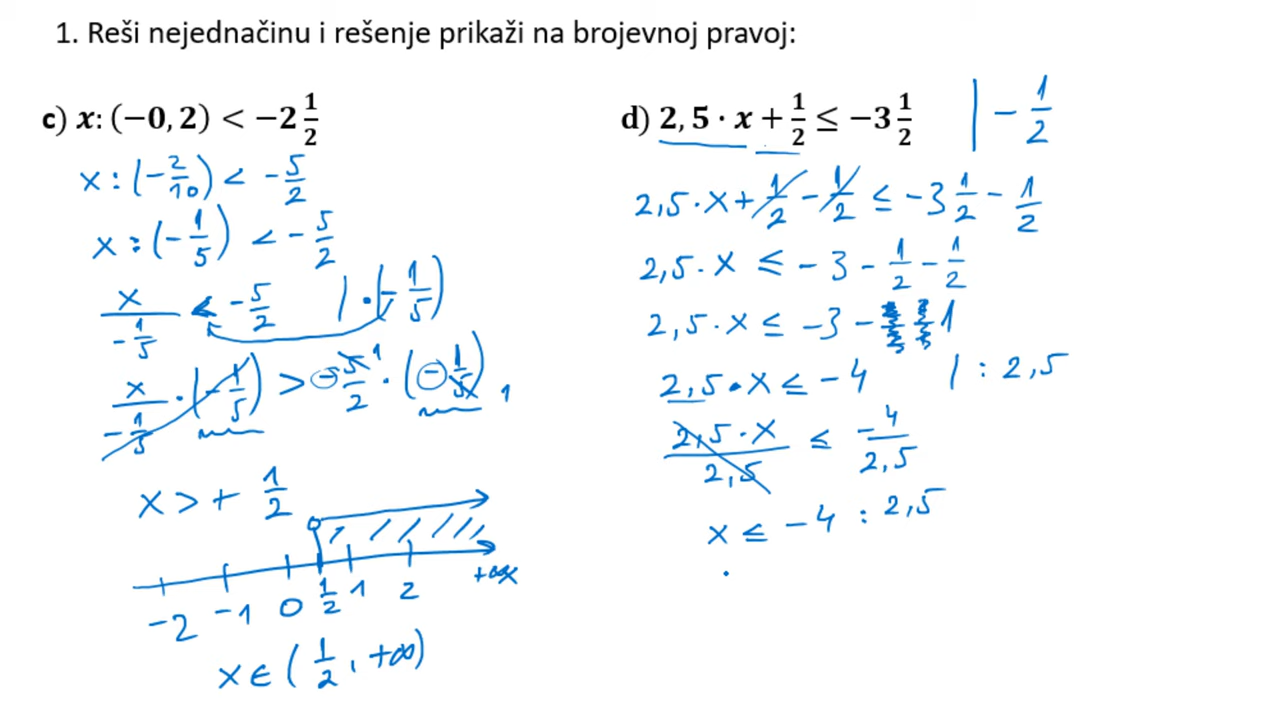 1. Reši nejednačinu i rešenje prikaži na brojevnoj pravoj:
c) x: (−0, 2) < −2 1/2
x : (−2/10) < −5/2
x : (−1/5) < −5/2
x/(−1/5) < −5/2 | · (−1/5)
x/(−1/5) · (−1/5) > −5/2 · (−1/5) 1 1
x > + 1/2
−2 −1 0 1/2 1 2 +∞ x
x ∈ (1/2, +∞)
d) 2, 5 · x + 1/2 ≤ −3 1/2 | − 1/2
2,5 · x + 1/2 − 1/2 ≤ −3 1/2 − 1/2
2,5 · x ≤ −3 − 1/2 − 1/2
2,5 · x ≤ −3 − 1
2,5 · x ≤ −4 | : 2,5
2,5 · x / 2,5 ≤ −4/2,5
x ≤ −4 : 2,5